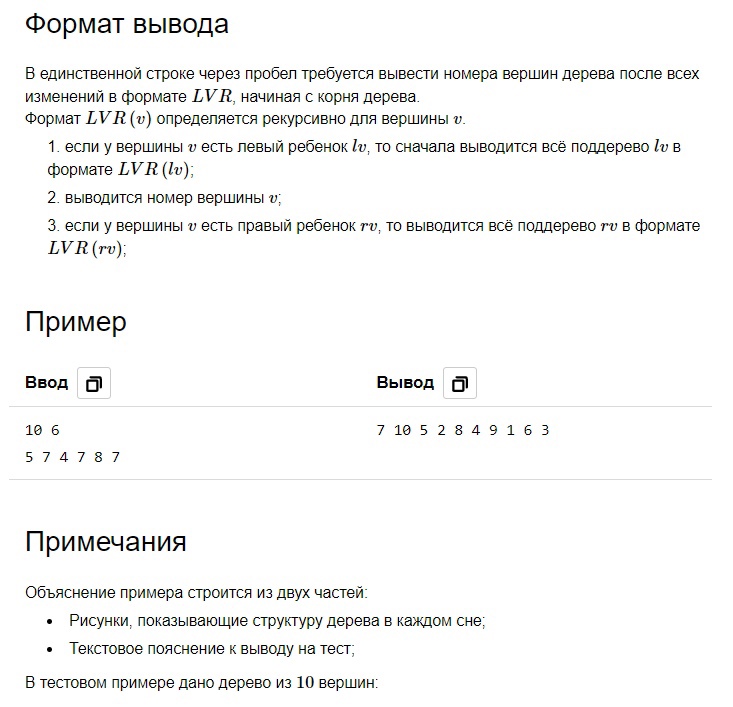 Формат вывода
В единственной строке через пробел требуется вывести номера вершин дерева после всех
изменений в формате LVR, начиная с корня дерева.
Формат LVR (v) определяется рекурсивно для вершины v.
1. если у вершины v есть левый ребенок lv, то сначала выводится всё поддерево lv в
формате LVR (lv);
2. выводится номер вершины v;
3. если у вершины v есть правый ребенок rv, то выводится всё поддерево rv в формате
LVR (rv);
Пример
Ввод Вывод
10 6 7 10 5 2 8 4 9 1 6 3
5 7 4 7 8 7
Примечания
Объяснение примера строится из двух частей:
• Рисунки, показывающие структуру дерева в каждом сне;
• Текстовое пояснение к выводу на тест;
В тестовом примере дано дерево из 10 вершин: